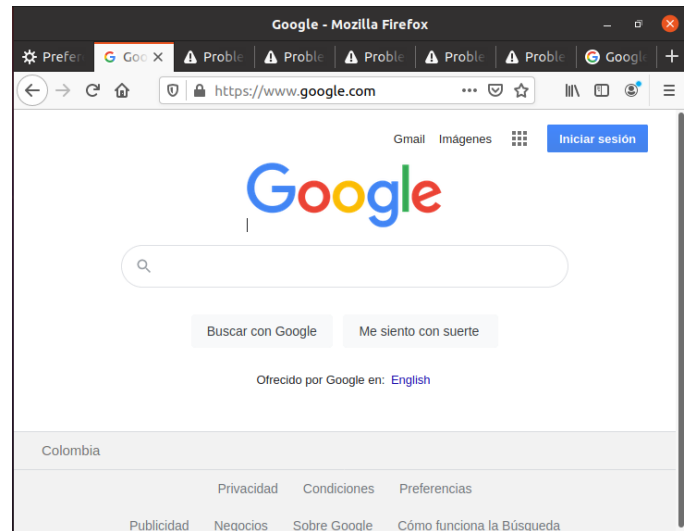 Google - Mozilla Firefox
Prefer Goo Proble Proble Proble Proble Proble Google
https://www.google.com
Gmail Imágenes Iniciar sesión
Google
Buscar con Google Me siento con suerte
Ofrecido por Google en: English
Colombia
Privacidad Condiciones Preferencias
Publicidad Negocios Sobre Google Cómo funciona la Búsqueda